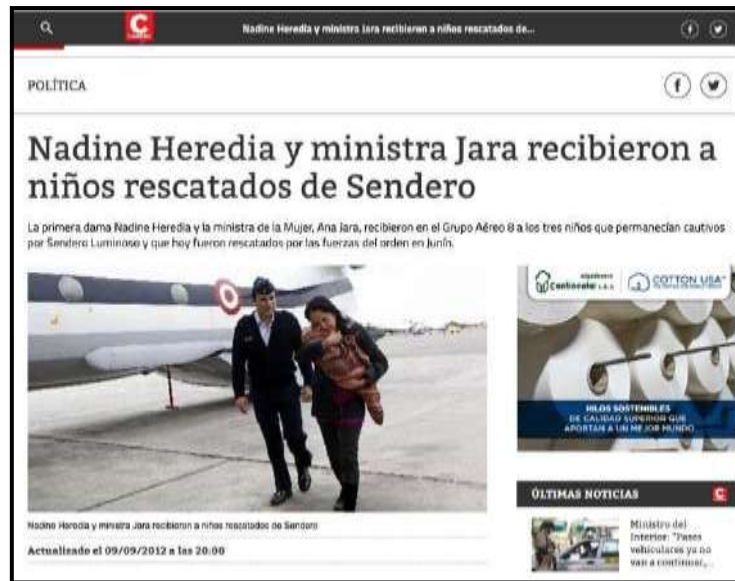 Nadine Heredia y ministra Jara recibieron a niños rescatados de...
POLÍTICA
Nadine Heredia y ministra Jara recibieron a
niños rescatados de Sendero
La primera dama Nadine Heredia y la ministra de la Mujer, Ana Jara, recibieron en el Grupo Aéreo 8 a los tres niños que permanecían cautivos
por Sendero Luminoso y que hoy fueron rescatados por las fuerzas del orden en Junín.
COTTON USA
HILOS SOSTENIBLES
DE CALIDAD SUPERIOR QUE
APORTAN A UN MEJOR MUNDO
Nadine Heredia y ministra Jara recibieron a niños rescatados de Sendero
Actualizado el 09/09/2012 a las 20:00
ÚLTIMAS NOTICIAS
Ministro del
Interior: "Pases
vehiculares ya no
van a continuar,...